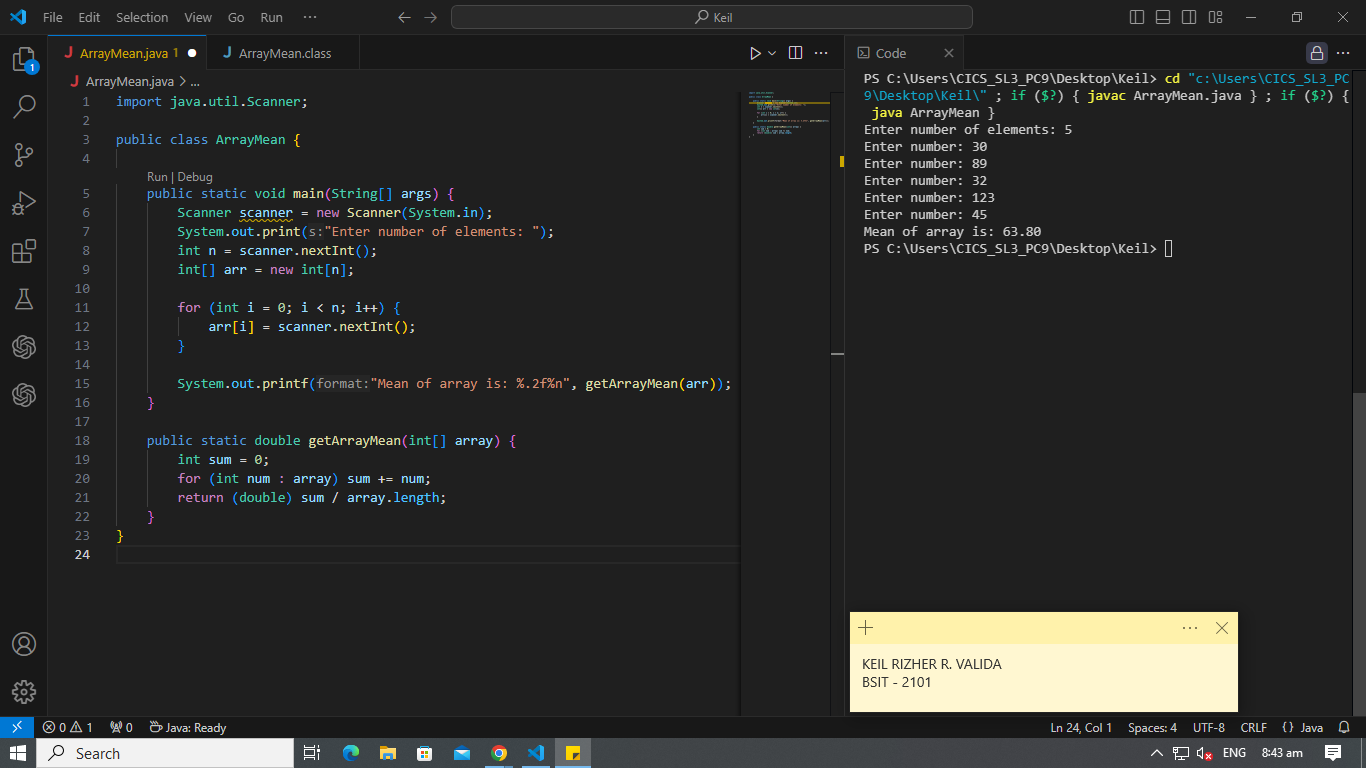 File Edit Selection View Go Run ··· Keil
ArrayMean.java 1 ArrayMean.class
ArrayMean.java > ...
1 import java.util.Scanner;
2
3 public class ArrayMean {
4
Run | Debug
5 public static void main(String[] args) {
6 Scanner scanner = new Scanner(System.in);
7 System.out.print(s:"Enter number of elements: ");
8 int n = scanner.nextInt();
9 int[] arr = new int[n];
10
11 for (int i = 0; i < n; i++) {
12 arr[i] = scanner.nextInt();
13 }
14
15 System.out.printf(format:"Mean of array is: %.2f%n", getArrayMean(arr));
16 }
17
18 public static double getArrayMean(int[] array) {
19 int sum = 0;
20 for (int num : array) sum += num;
21 return (double) sum / array.length;
22 }
23 }
24
Code
PS C:\Users\CICS_SL3_PC9\Desktop\Keil> cd "c:\Users\CICS_SL3_PC
9\Desktop\Keil\" ; if ($?) { javac ArrayMean.java } ; if ($?) {
java ArrayMean }
Enter number of elements: 5
Enter number: 30
Enter number: 89
Enter number: 32
Enter number: 123
Enter number: 45
Mean of array is: 63.80
PS C:\Users\CICS_SL3_PC9\Desktop\Keil>
KEIL RIZHER R. VALIDA
BSIT - 2101
1
0 1 0 Java: Ready Ln 24, Col 1 Spaces: 4 UTF-8 CRLF {} Java
Search ENG 8:43 am